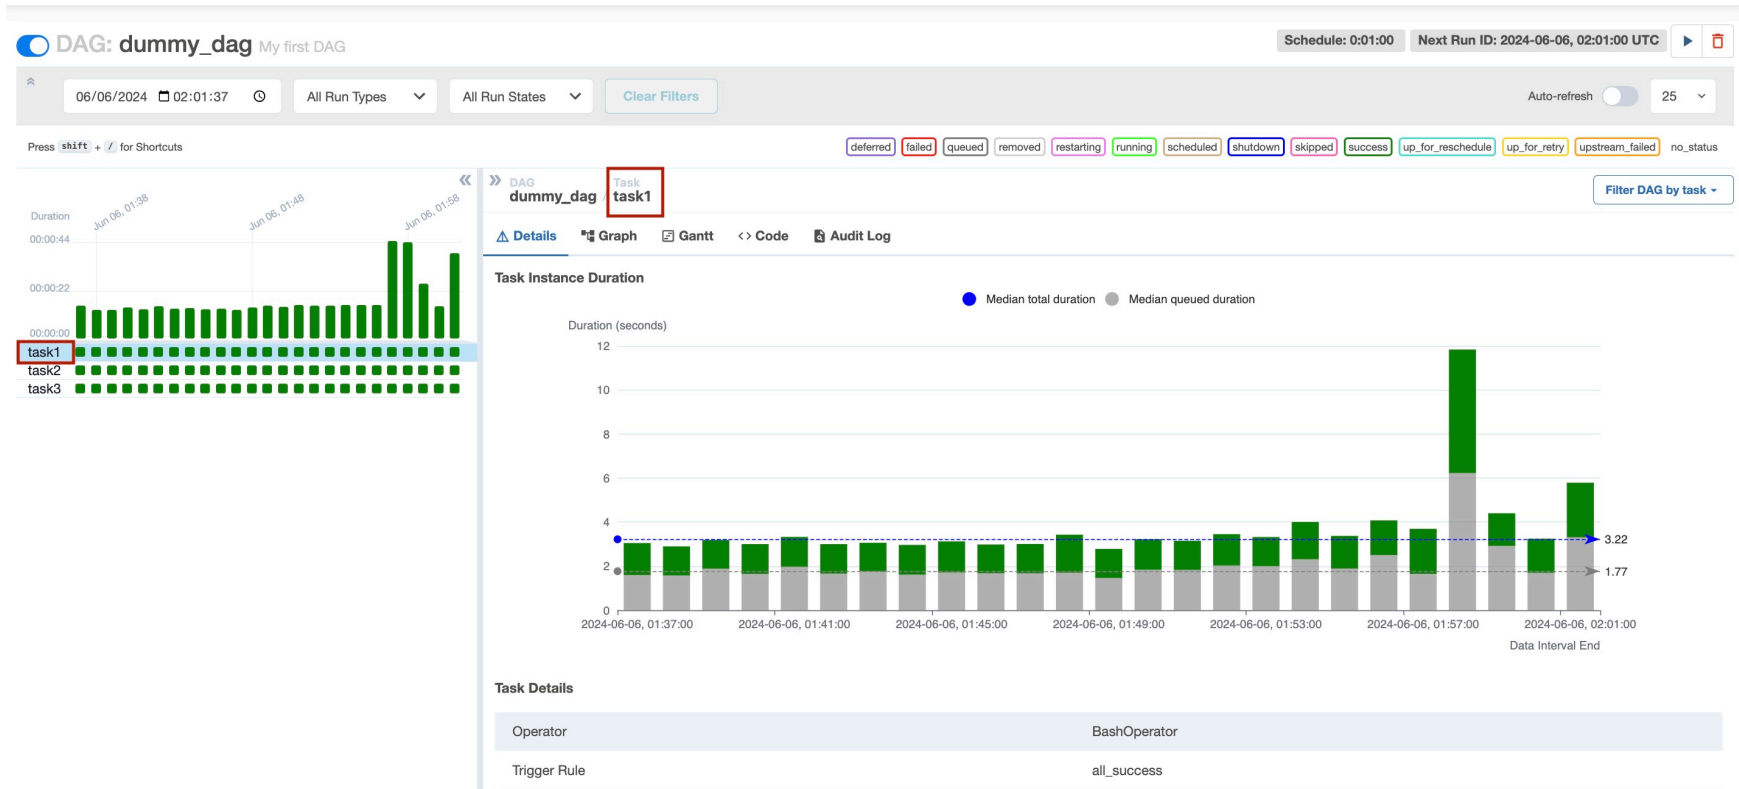 DAG: dummy_dag My first DAG
Schedule: 0:01:00 Next Run ID: 2024-06-06, 02:01:00 UTC
06/06/2024 02:01:37 All Run Types All Run States Clear Filters Auto-refresh 25
Press shift + / for Shortcuts
deferred failed queued removed restarting running scheduled shutdown skipped success up_for_reschedule up_for_retry upstream_failed no_status
Duration
Jun 06, 01:38 Jun 06, 01:48 Jun 06, 01:58
00:00:44
00:00:22
00:00:00
task1
task2
task3
DAG Task
dummy_dag / task1
Filter DAG by task
Details Graph Gantt <> Code Audit Log
Task Instance Duration
Median total duration Median queued duration
Duration (seconds)
12
10
8
6
4
3.22
2
1.77
0
2024-06-06, 01:37:00 2024-06-06, 01:41:00 2024-06-06, 01:45:00 2024-06-06, 01:49:00 2024-06-06, 01:53:00 2024-06-06, 01:57:00 2024-06-06, 02:01:00
Data Interval End
Task Details
Operator BashOperator
Trigger Rule all_success